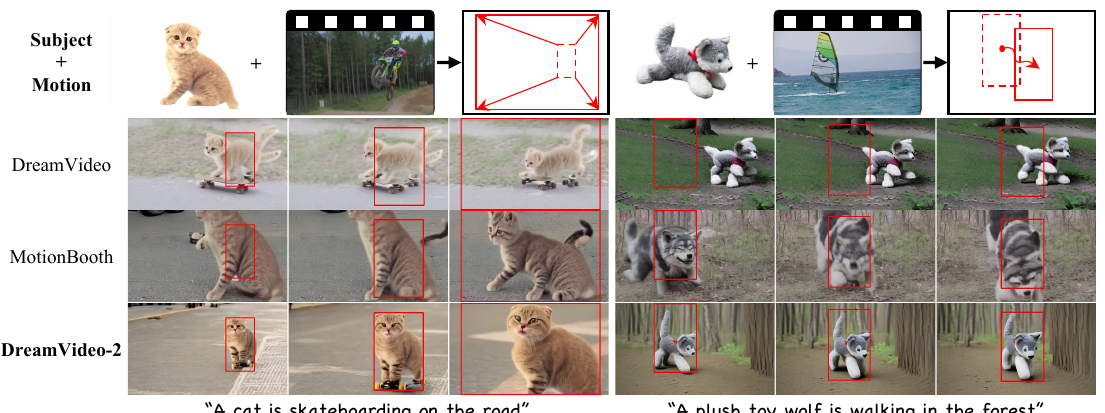 Subject
+
Motion
+
+
DreamVideo
MotionBooth
DreamVideo-2
"A cat is skateboarding on the road"
"A plush toy wolf is walking in the forest"